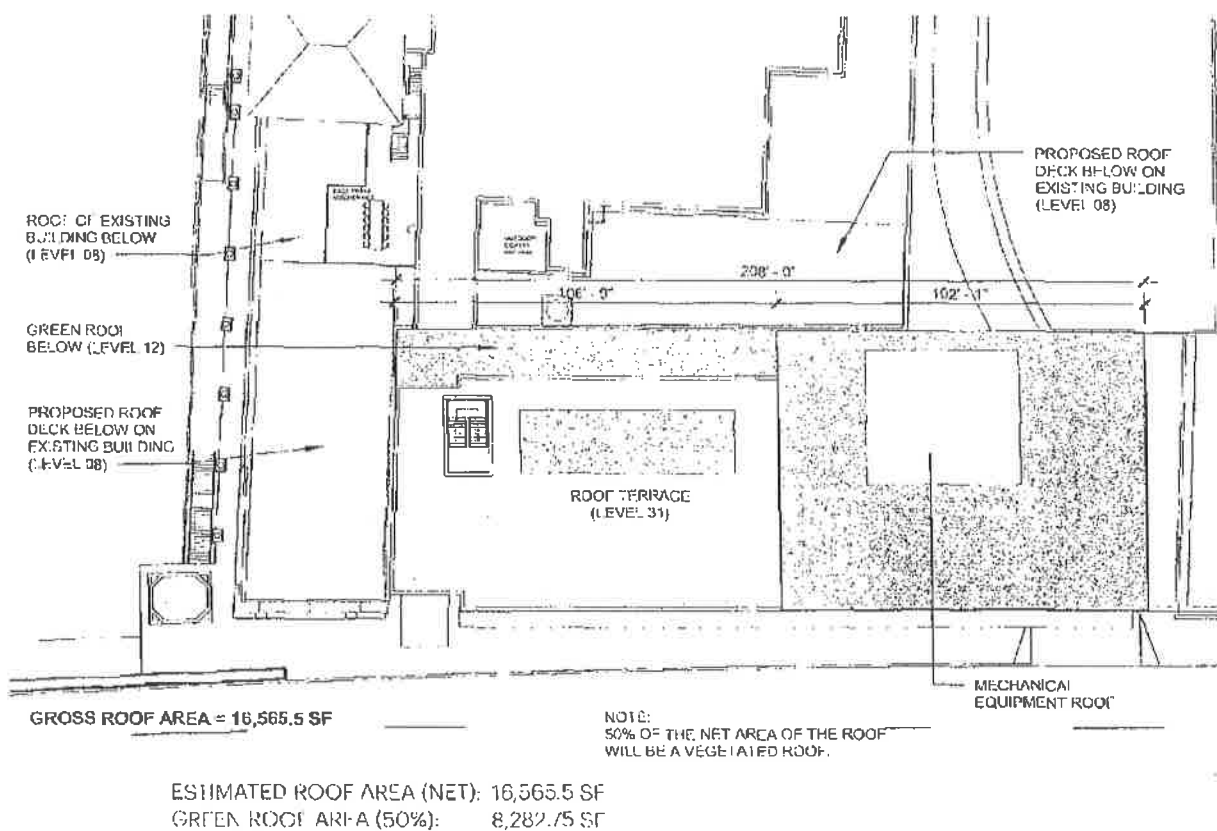 PROPOSED ROOF
DECK BELOW ON
EXISTING BUILDING
(LEVEL 08)
ROOF OF EXISTING
BUILDING BELOW
(LEVEL 08)
208' - 0"
106' - 0"
102' - 1"
GREEN ROOF
BELOW (LEVEL 12)
PROPOSED ROOF
DECK BELOW ON
EXISTING BUILDING
(LEVEL 08)
ROOF TERRACE
(LEVEL 31)
MECHANICAL
EQUIPMENT ROOF
GROSS ROOF AREA = 16,565.5 SF
NOTE:
50% OF THE NET AREA OF THE ROOF
WILL BE A VEGETATED ROOF.
ESTIMATED ROOF AREA (NET): 16,565.5 SF
GREEN ROOF AREA (50%): 8,282.75 SF